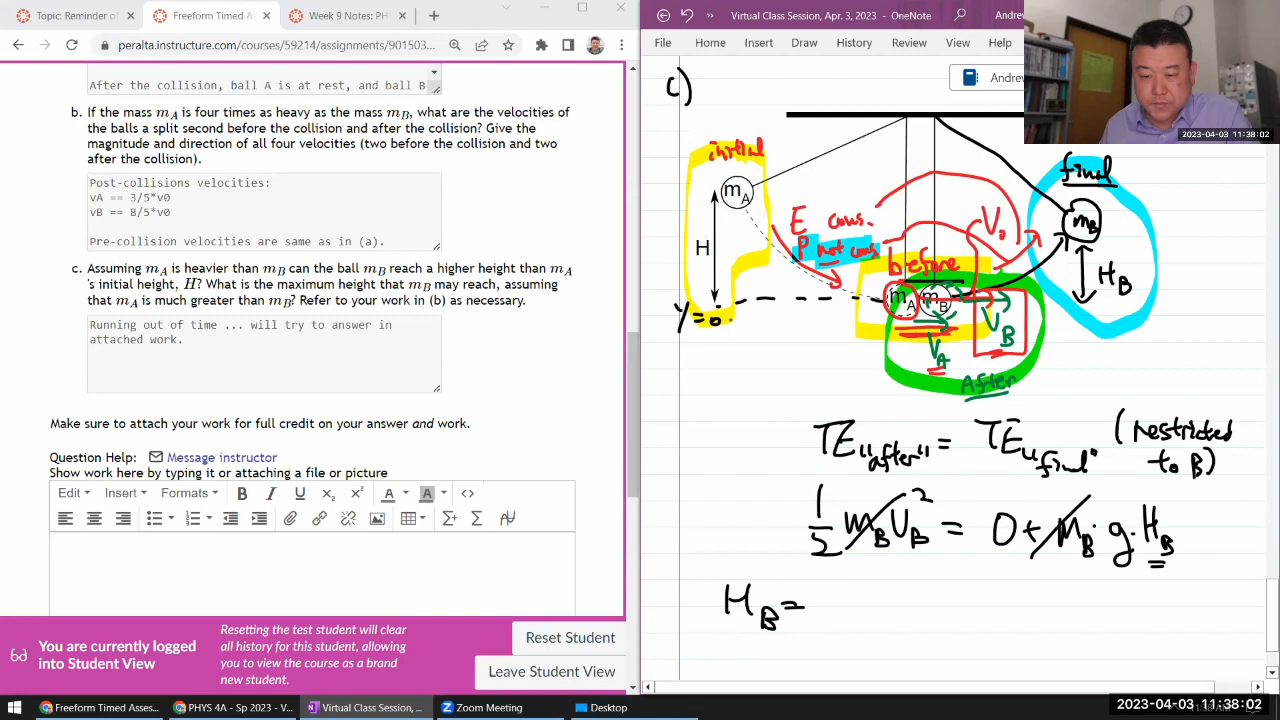 Topic: Reminder of
Freeform Timed A
Week 9 Notes: PH
peralta.instructure.com/courses/59214/assignments/901503...
After the collision, ball A is at rest, and ball B
b. If the mass mA is four times as heavy as the mass mB, what are the velocities of
the balls a split second before the collision and after the collision? Give the
magnitude and direction of all four velocities (two before the collision and two
after the collision).
Post-collisions velocities:
vA == 3/5*v0
vB == 8/5*v0
Pre-collision velocities are same as in (a).
c. Assuming mA is heavier than mB can the ball mB reach a higher height than mA
's initial height, H? What is the maximum height that mB may reach, assuming
that mA is much greater than mB? Refer to your work in (b) as necessary.
Running out of time ... will try to answer in
attached work.
Make sure to attach your work for full credit on your answer and work.
Question Help: Message instructor
Show work here by typing it or attaching a file or picture
Edit Insert Formats B I U x₂ x² A A <>
You are currently logged
into Student View
Resetting the test student will clear
all history for this student, allowing
you to view the course as a brand
new student.
Reset Student
Leave Student View
Virtual Class Session, Apr. 3, 2023 - OneNote
Andre
File Home Insert Draw History Review View Help
Andrew
c)
initial
mA
H
E cons.
P not cons
before
V₀
final
mB
HB
mA mB
y=0
VA
VB
After
TE"after" = TE"final" (restricted
to B)
1/2 mB VB² = 0 + mB·g·HB
HB =
2023-04-03 11:38:02
Freeform Timed Asses...
PHYS 4A - Sp 2023 - V...
Virtual Class Session, ...
Zoom Meeting
Desktop
2023-04-03 11:38:02